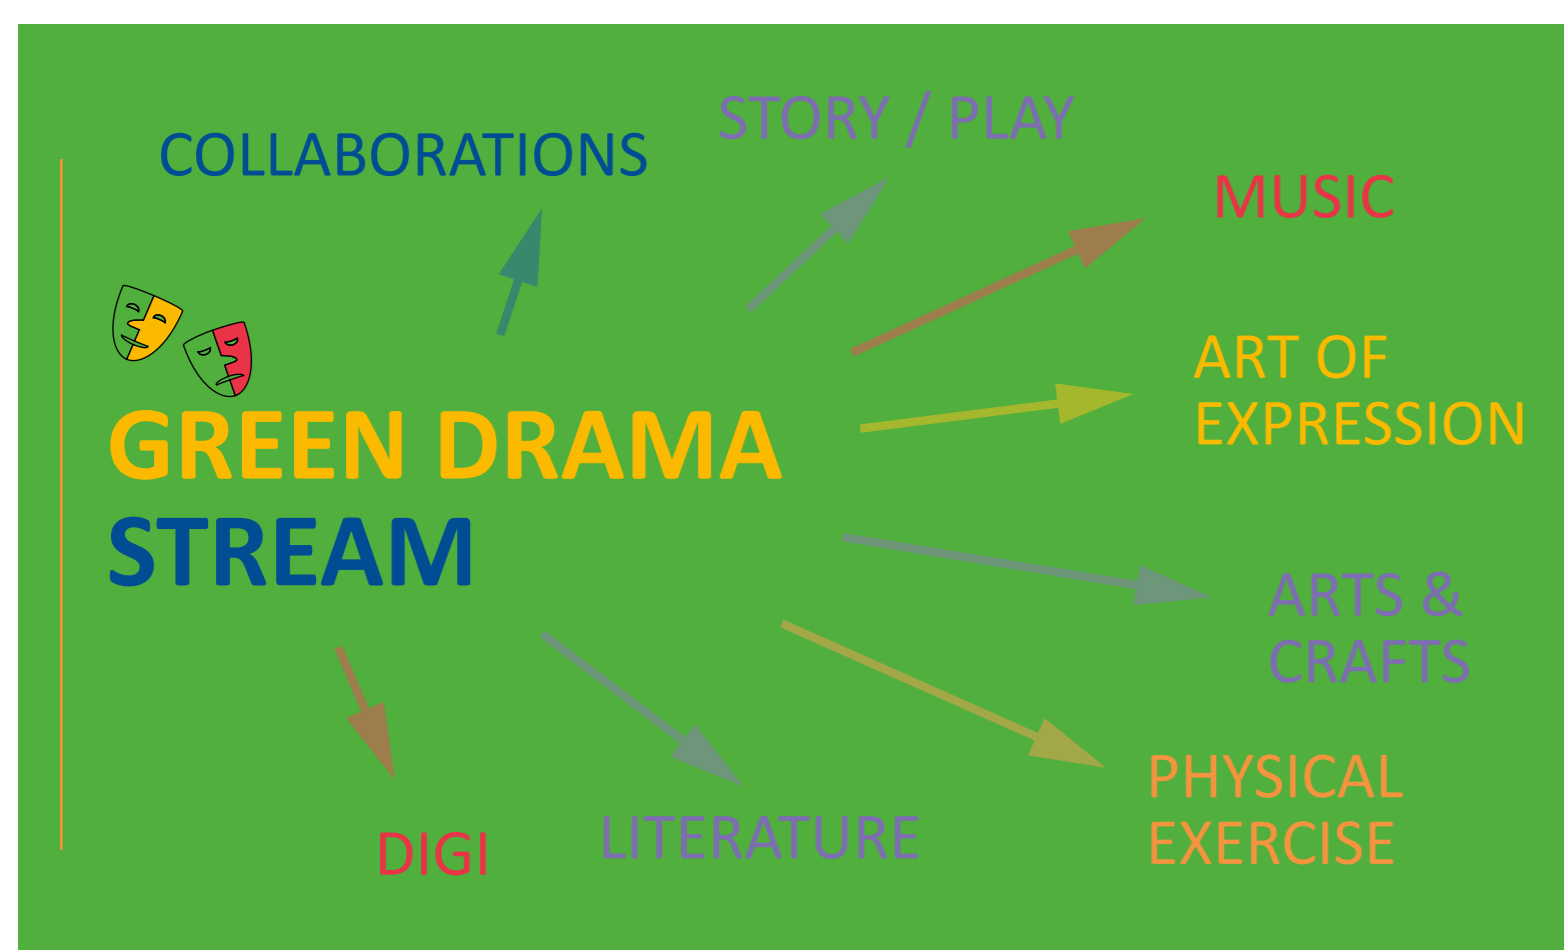 COLLABORATIONS
STORY / PLAY
MUSIC
ART OF
EXPRESSION
GREEN DRAMA
STREAM
ARTS &
CRAFTS
PHYSICAL
EXERCISE
LITERATURE
DIGI